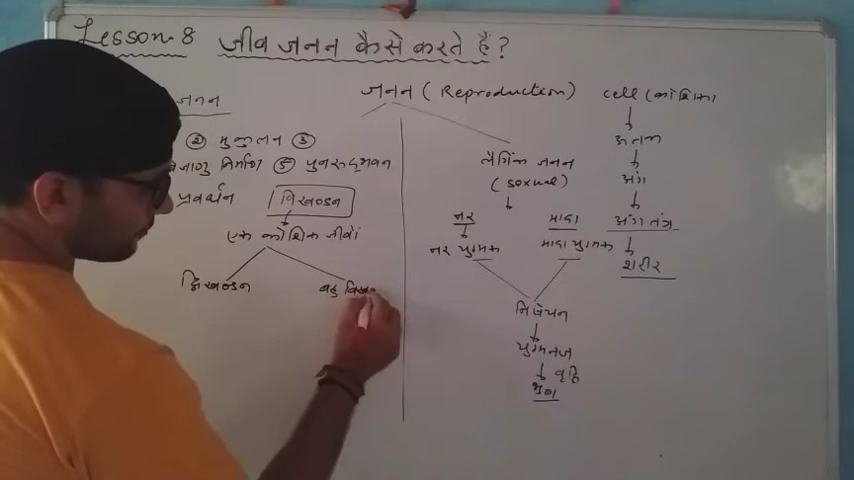 Lesson 8 जीव जनन कैसे करते हैं?
जनन
② मुकुलन ③
निर्माण ⑤ पुनरुद्भवन
प्रवर्धन विखण्डन
एक कोशिक जीवों
द्विखण्डन बहु विख
जनन (Reproduction)
लैगिंक जनन
(Sexual)
नर मादा
नर युग्मक मादा युग्मक
निषेचन
युग्मनज
वृद्धि
भ्रूण
cell (कोशिका)
ऊतक
अंग
अंग तंत्र
शरीर